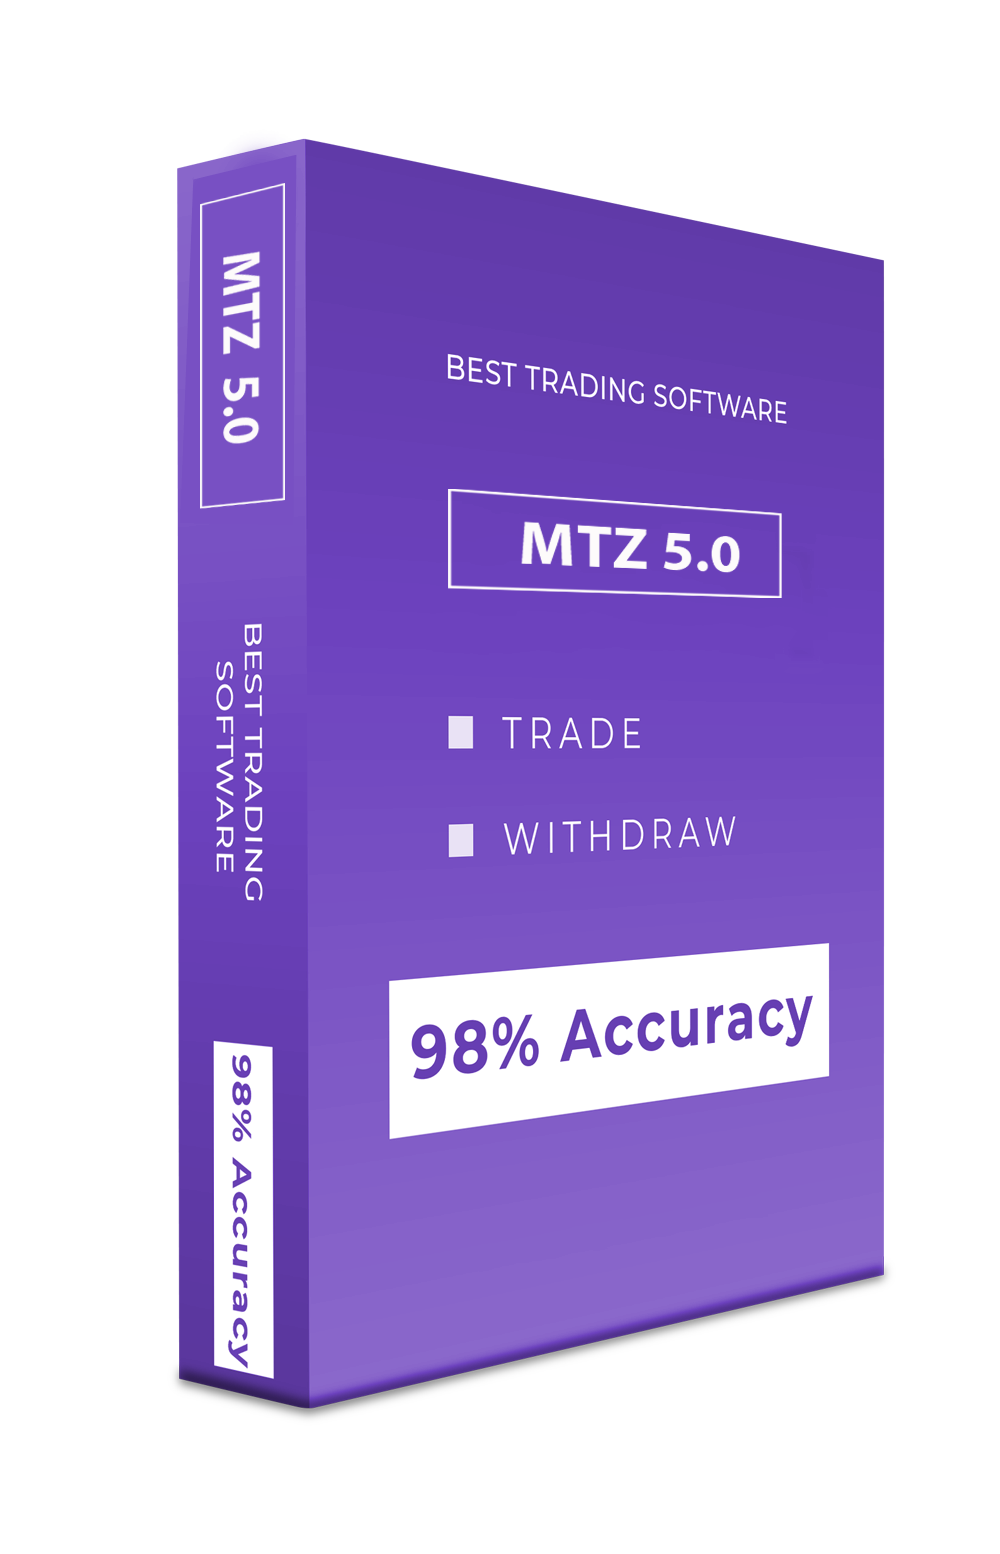 MTZ 5.0
BEST TRADING
SOFTWARE
98% Accuracy
BEST TRADING SOFTWARE
MTZ 5.0
TRADE
WITHDRAW
98% Accuracy